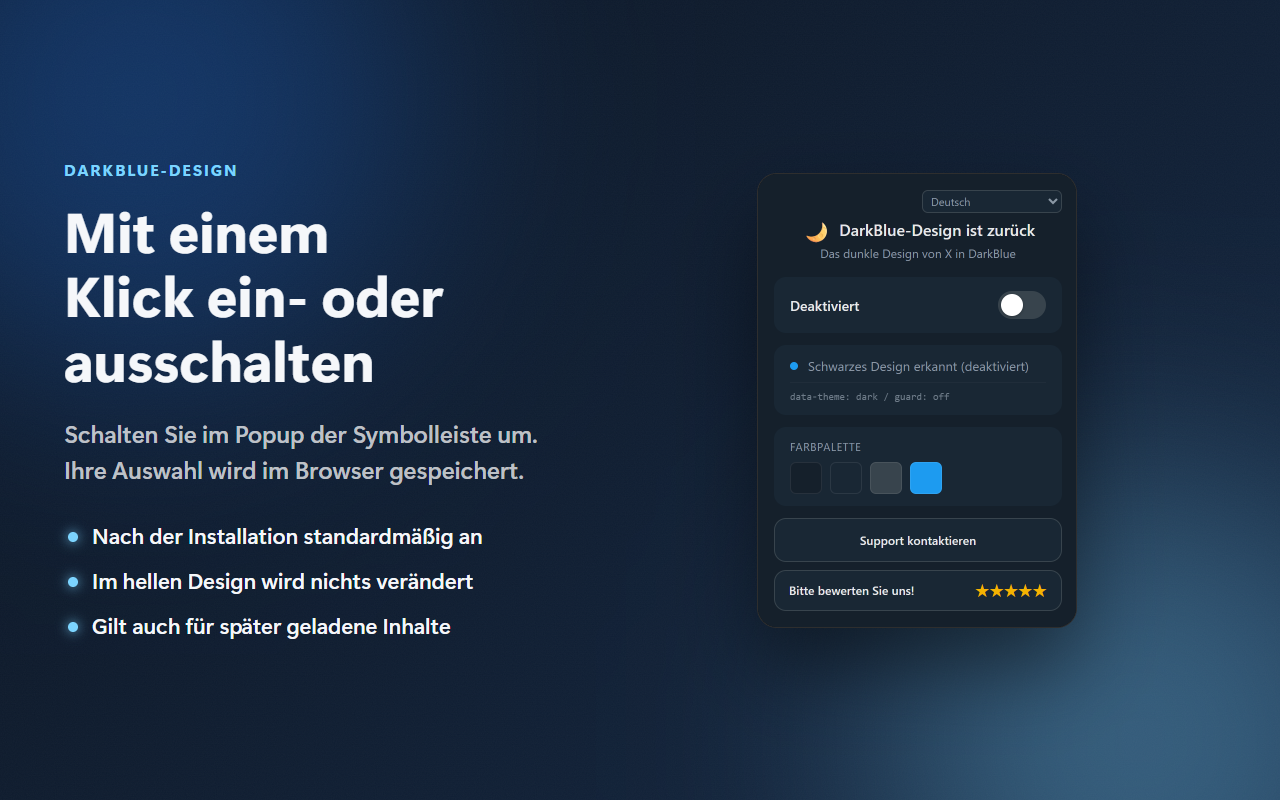 DARKBLUE-DESIGN
Mit einem
Klick ein- oder
ausschalten
Schalten Sie im Popup der Symbolleiste um.
Ihre Auswahl wird im Browser gespeichert.
Nach der Installation standardmäßig an
Im hellen Design wird nichts verändert
Gilt auch für später geladene Inhalte
Deutsch
🌙 DarkBlue-Design ist zurück
Das dunkle Design von X in DarkBlue
Deaktiviert
Schwarzes Design erkannt (deaktiviert)
data-theme: dark / guard: off
FARBPALETTE
Support kontaktieren
Bitte bewerten Sie uns! ★★★★★